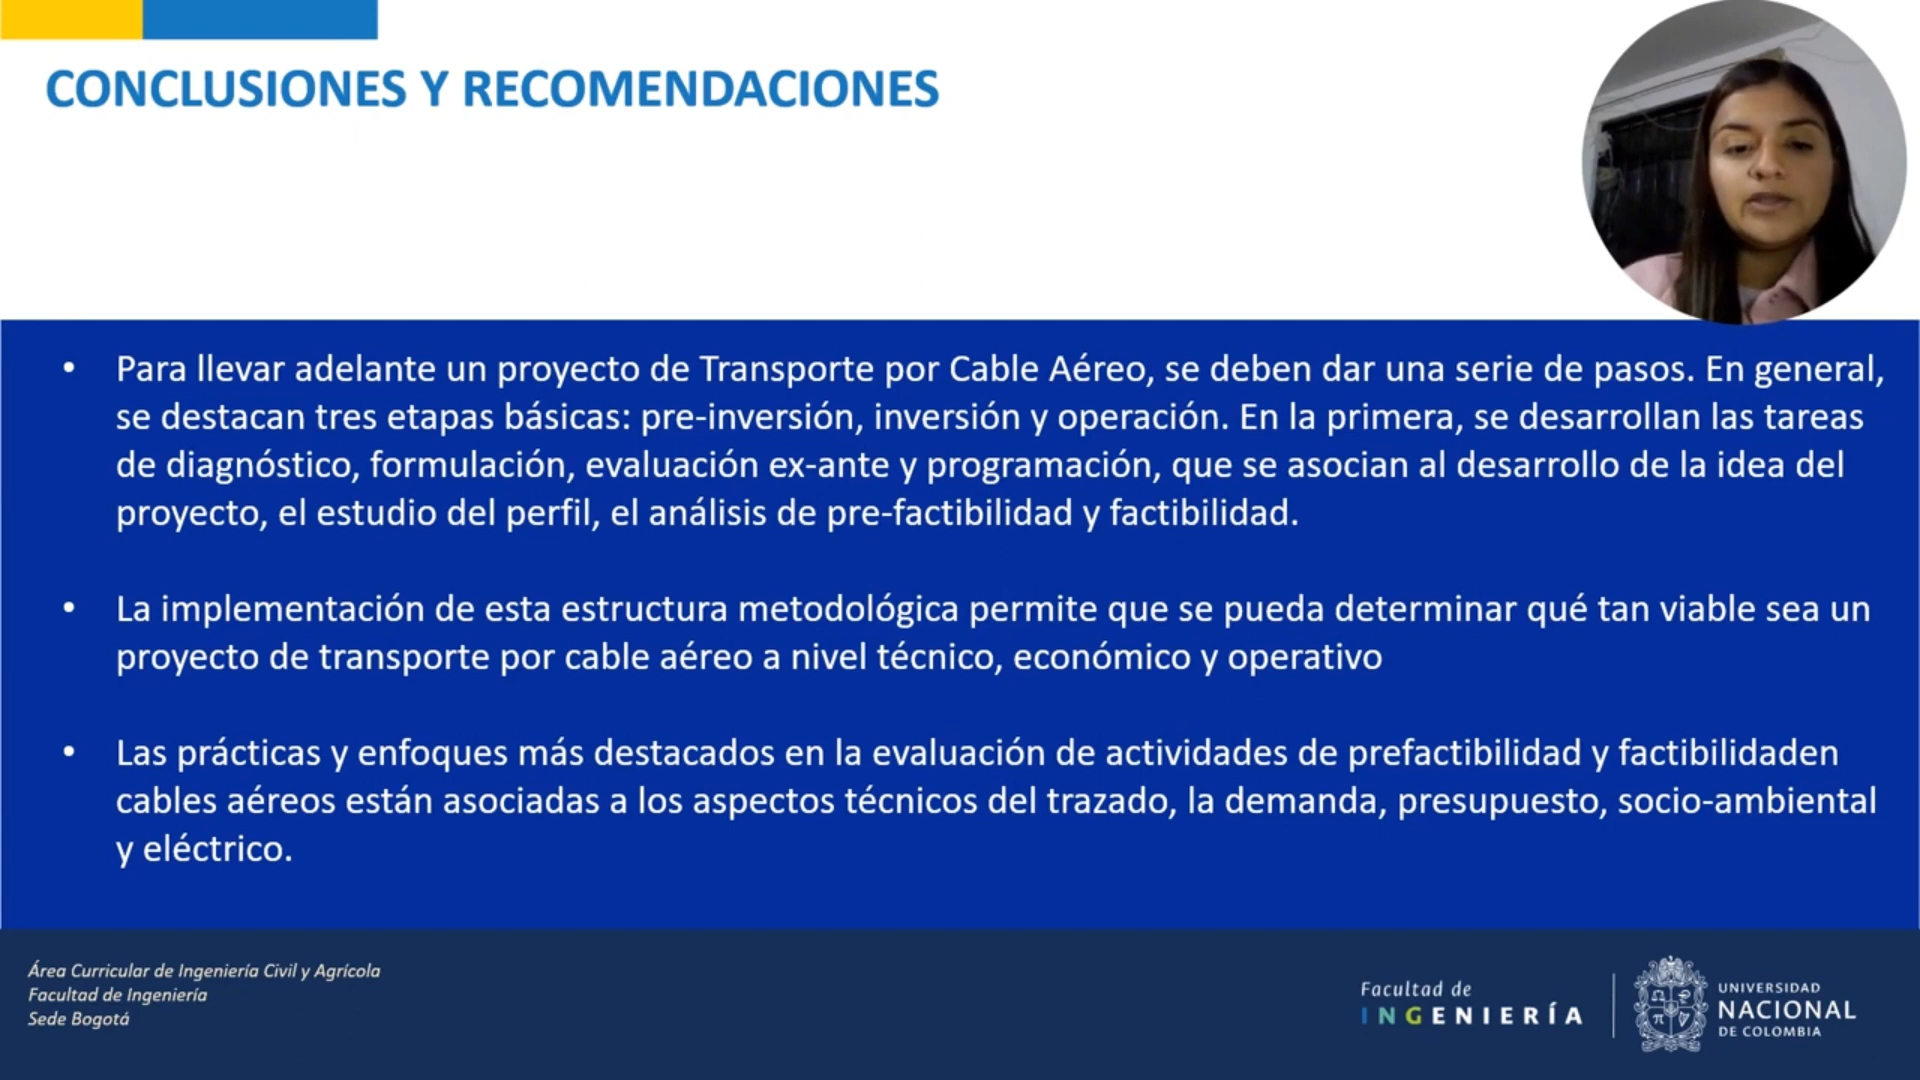 CONCLUSIONES Y RECOMENDACIONES
• Para llevar adelante un proyecto de Transporte por Cable Aéreo, se deben dar una serie de pasos. En general,
se destacan tres etapas básicas: pre-inversión, inversión y operación. En la primera, se desarrollan las tareas
de diagnóstico, formulación, evaluación ex-ante y programación, que se asocian al desarrollo de la idea del
proyecto, el estudio del perfil, el análisis de pre-factibilidad y factibilidad.
• La implementación de esta estructura metodológica permite que se pueda determinar qué tan viable sea un
proyecto de transporte por cable aéreo a nivel técnico, económico y operativo
• Las prácticas y enfoques más destacados en la evaluación de actividades de prefactibilidad y factibilidaden
cables aéreos están asociadas a los aspectos técnicos del trazado, la demanda, presupuesto, socio-ambiental
y eléctrico.
Área Curricular de Ingeniería Civil y Agrícola
Facultad de Ingeniería
Sede Bogotá
Facultad de
INGENIERÍA
UNIVERSIDAD
NACIONAL
DE COLOMBIA